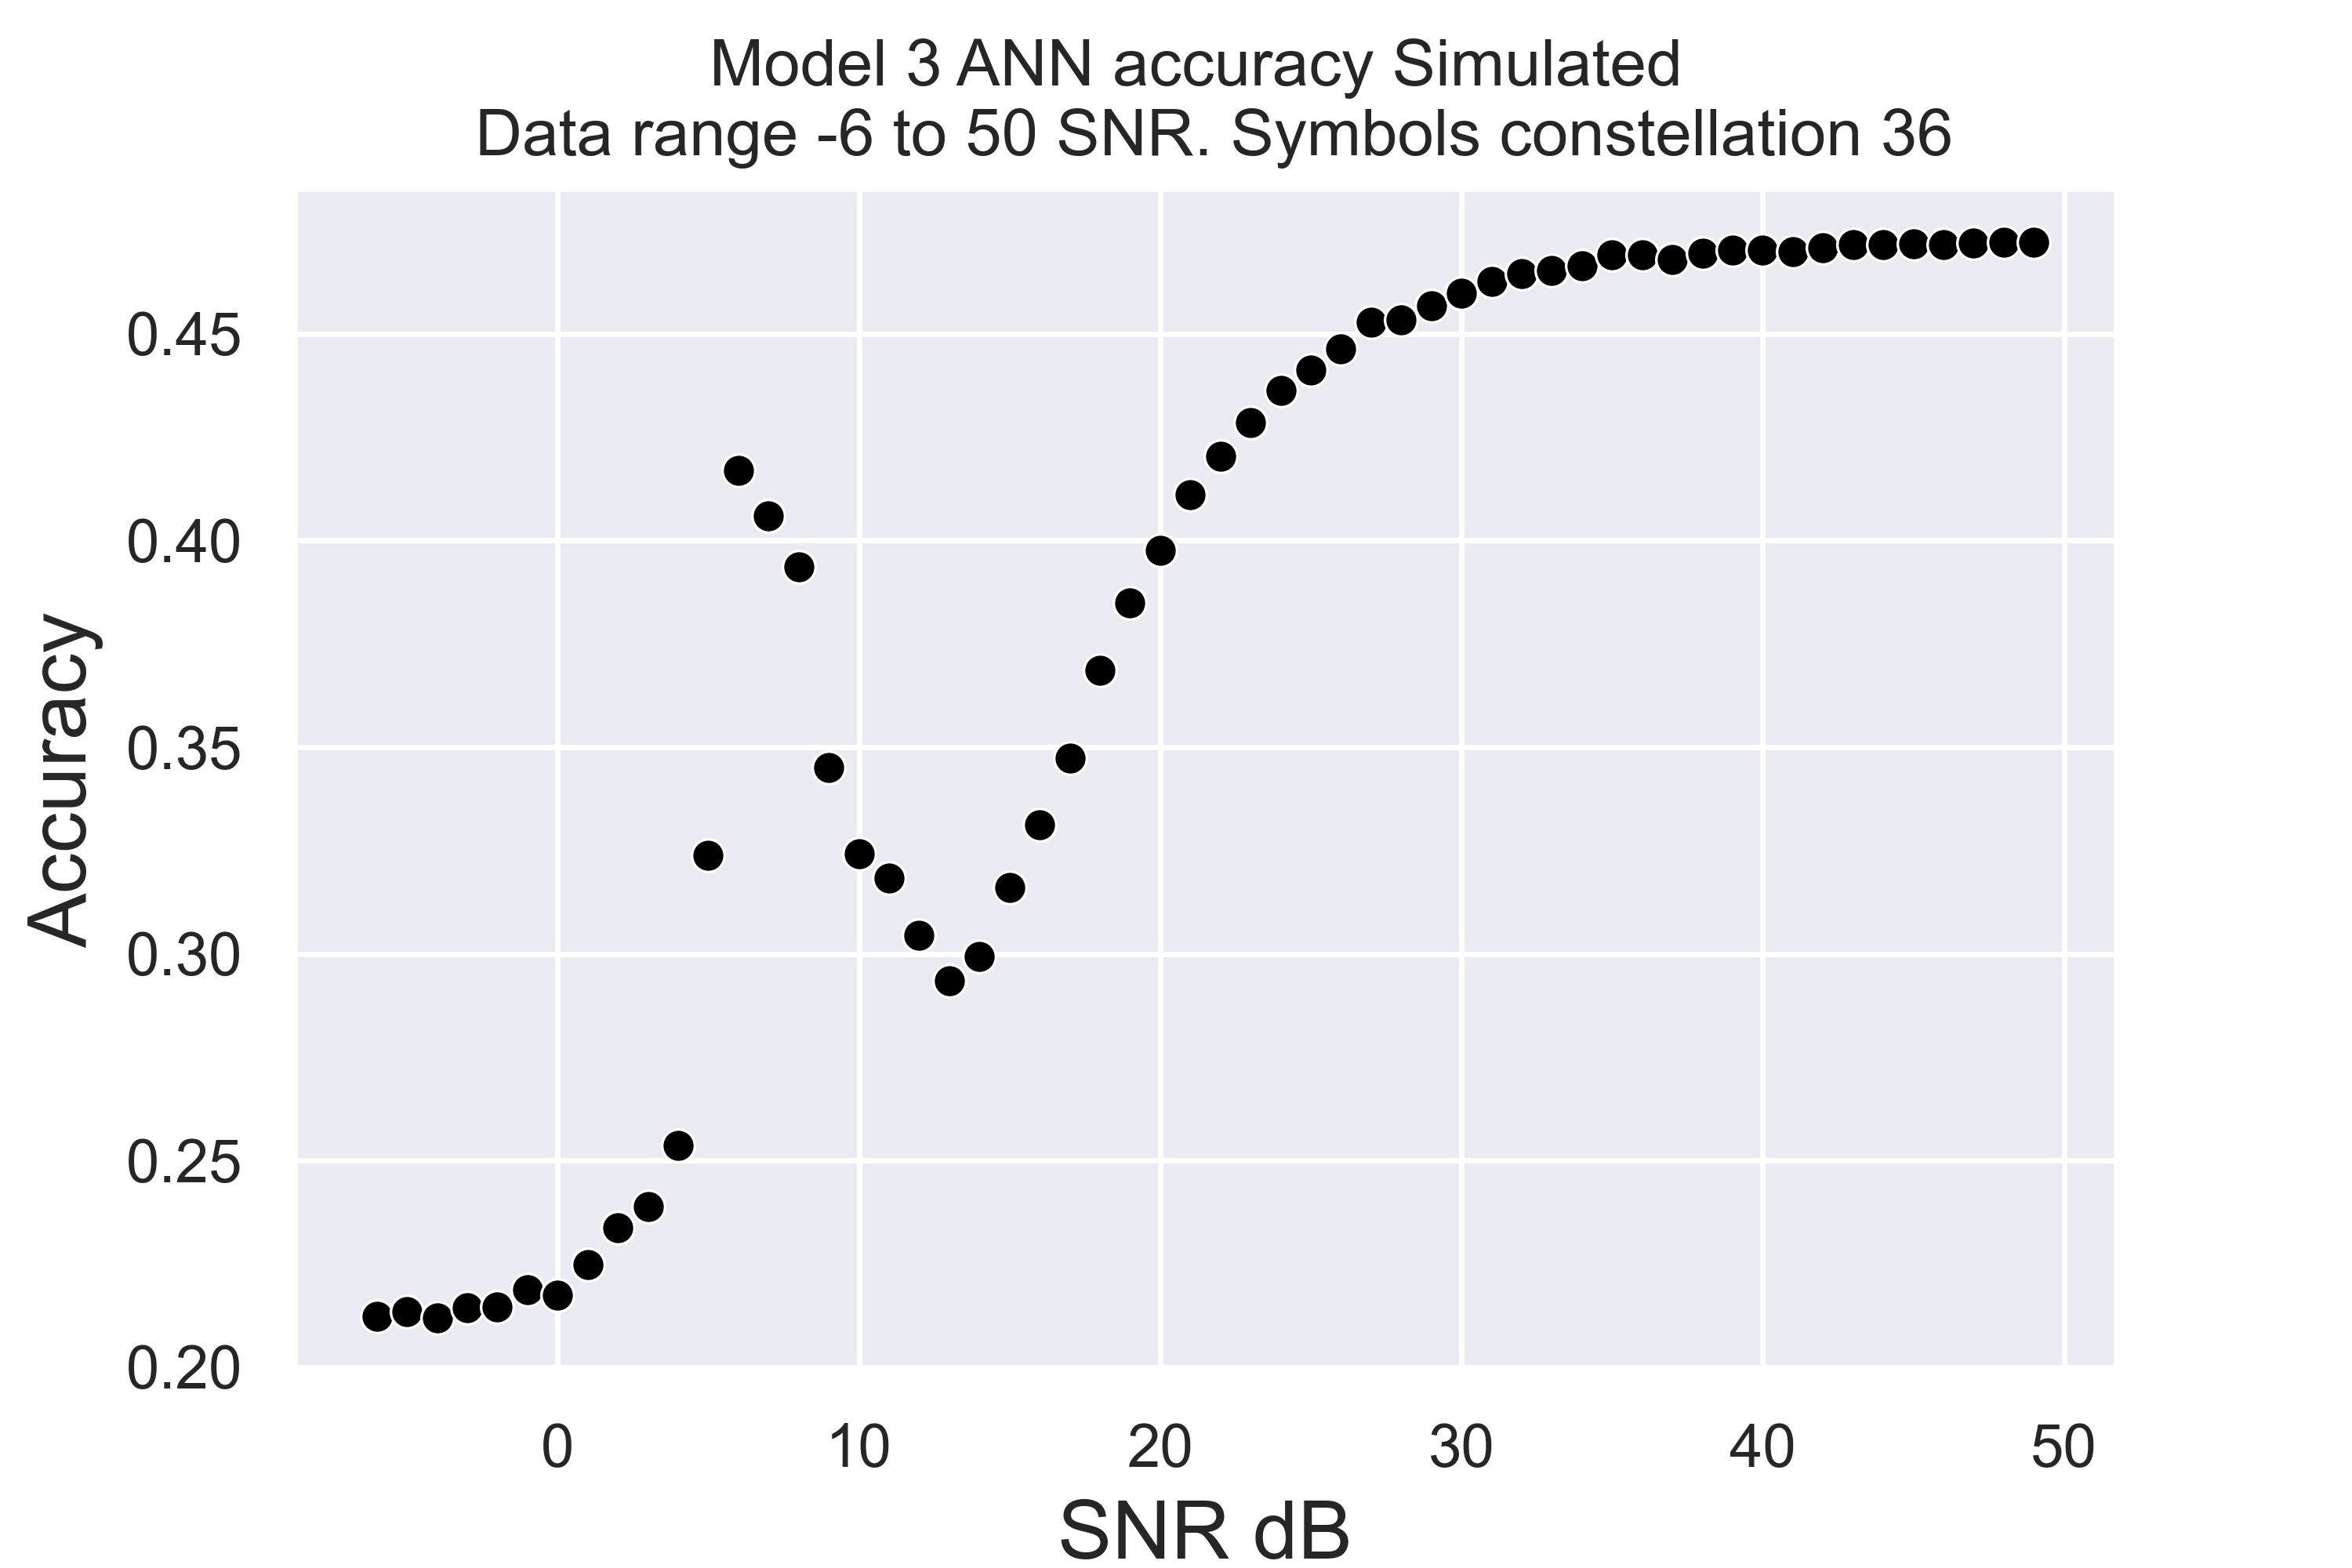 Model 3 ANN accuracy Simulated
Data range -6 to 50 SNR. Symbols constellation 36
Accuracy
0.45
0.40
0.35
0.30
0.25
0.20
0 10 20 30 40 50
SNR dB